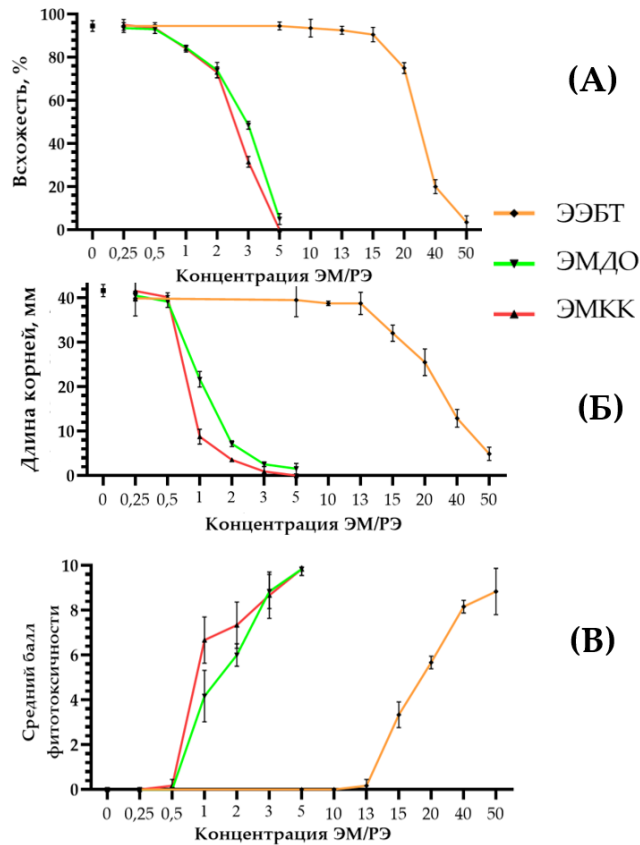 Всхожесть, %
100
80
60
40
20
0
0 0,25 0,5 1 2 3 5 10 13 15 20 40 50
Концентрация ЭМ/РЭ
(А)
ЭЭБТ
ЭМДО
ЭМКК
Длина корней, мм
40
30
20
10
0
0 0,25 0,5 1 2 3 5 10 13 15 20 40 50
Концентрация ЭМ/РЭ
(Б)
Средний балл
фитотоксичности
10
8
6
4
2
0
0 0,25 0,5 1 2 3 5 10 13 15 20 40 50
Концентрация ЭМ/РЭ
(В)